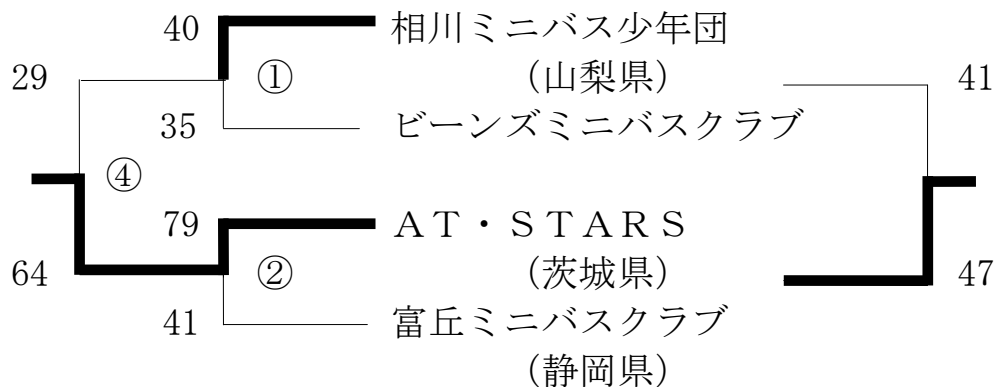 40 相川ミニバス少年団
29 ① (山梨県) 41
35 ビーンズミニバスクラブ
④
79 ＡＴ・ＳＴＡＲＳ
64 ② (茨城県) 47
41 富丘ミニバスクラブ
(静岡県)